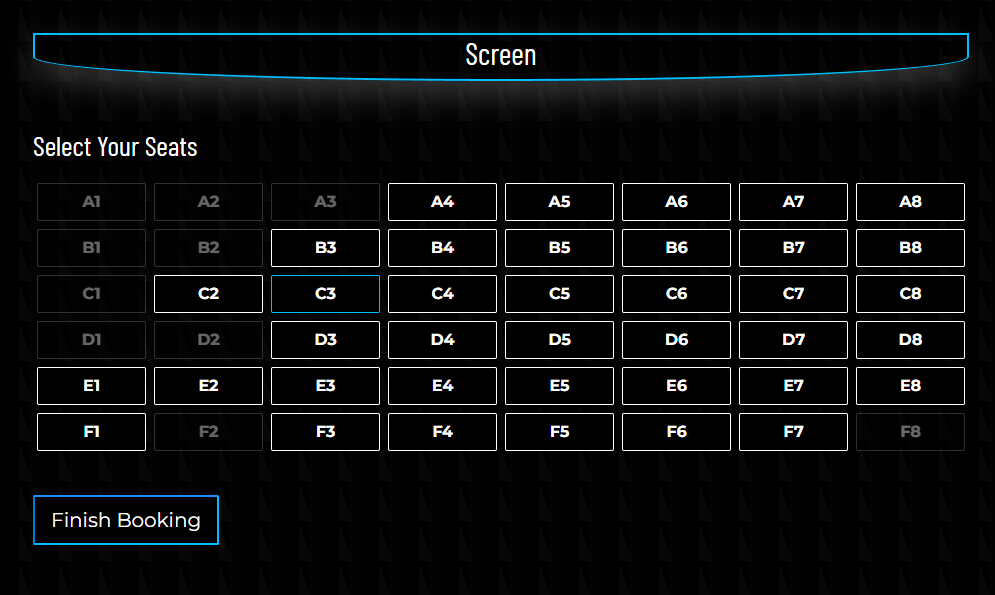 Screen
Select Your Seats
A1 A2 A3 A4 A5 A6 A7 A8
B1 B2 B3 B4 B5 B6 B7 B8
C1 C2 C3 C4 C5 C6 C7 C8
D1 D2 D3 D4 D5 D6 D7 D8
E1 E2 E3 E4 E5 E6 E7 E8
F1 F2 F3 F4 F5 F6 F7 F8
Finish Booking